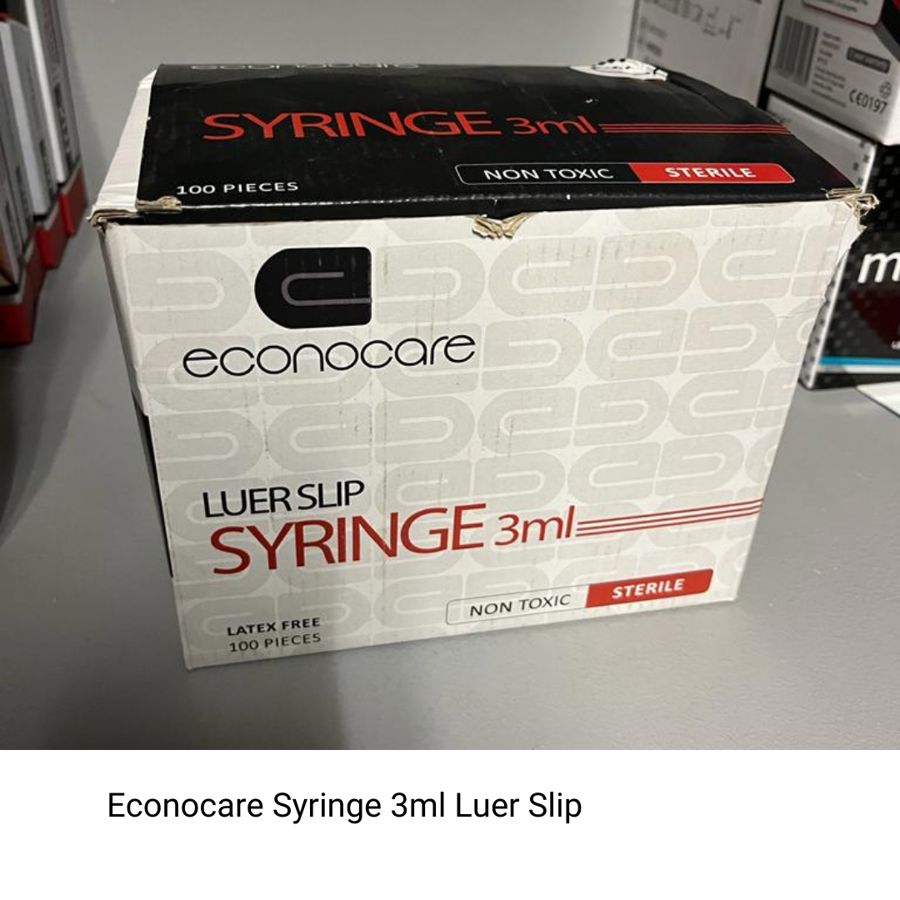 econocare
SYRINGE 3ml
100 PIECES
NON TOXIC STERILE
CE0197
m
econocare
LUER SLIP
SYRINGE 3ml
NON TOXIC STERILE
LATEX FREE
100 PIECES
Econocare Syringe 3ml Luer Slip